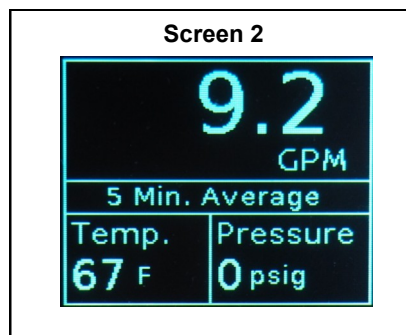 Screen 2
9.2
GPM
5 Min. Average
Temp. Pressure
67 F 0 psig